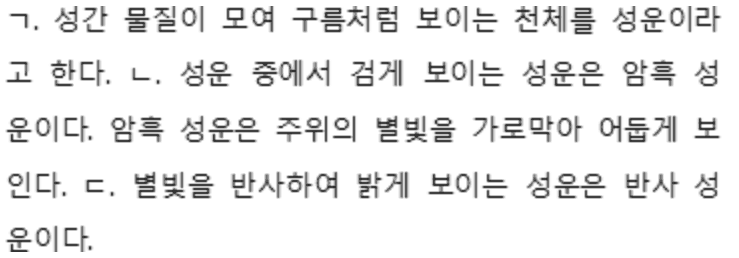 ㄱ. 성간 물질이 모여 구름처럼 보이는 천체를 성운이라
고 한다. ㄴ. 성운 중에서 검게 보이는 성운은 암흑 성
운이다. 암흑 성운은 주위의 별빛을 가로막아 어둡게 보
인다. ㄷ. 별빛을 반사하여 밝게 보이는 성운은 반사 성
운이다.